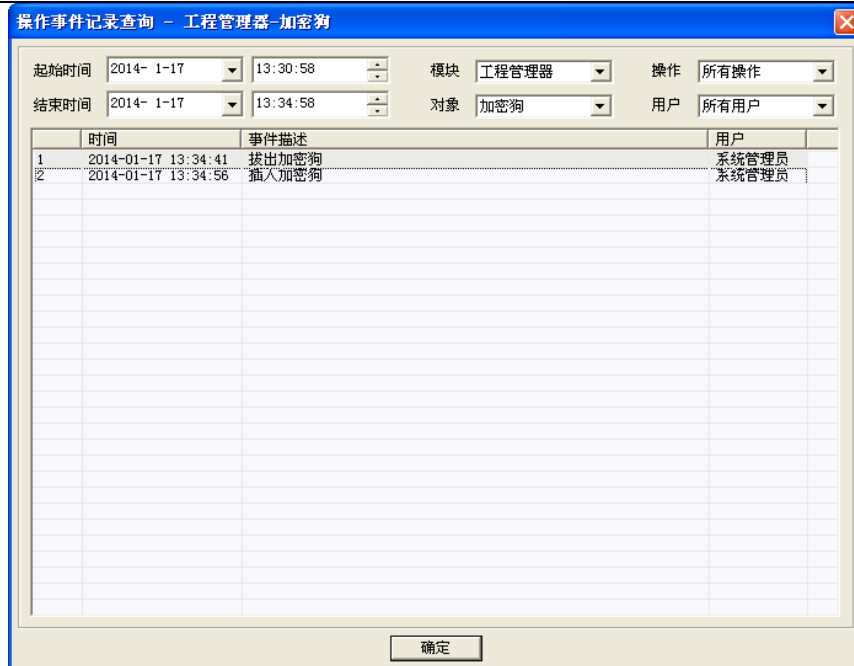 操作事件记录查询 - 工程管理器-加密狗
起始时间 2014- 1-17 13:30:58 模块 工程管理器 操作 所有操作
结束时间 2014- 1-17 13:34:58 对象 加密狗 用户 所有用户
时间 事件描述 用户
1 2014-01-17 13:34:41 拔出加密狗 系统管理员
2 2014-01-17 13:34:56 插入加密狗 系统管理员
确定